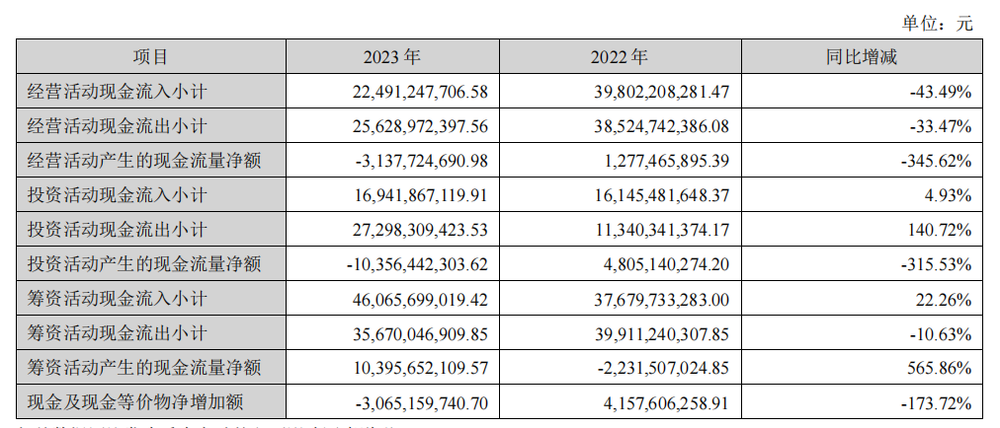 单位：元
项目 2023 年 2022 年 同比增减
经营活动现金流入小计 22,491,247,706.58 39,802,208,281.47 -43.49%
经营活动现金流出小计 25,628,972,397.56 38,524,742,386.08 -33.47%
经营活动产生的现金流量净额 -3,137,724,690.98 1,277,465,895.39 -345.62%
投资活动现金流入小计 16,941,867,119.91 16,145,481,648.37 4.93%
投资活动现金流出小计 27,298,309,423.53 11,340,341,374.17 140.72%
投资活动产生的现金流量净额 -10,356,442,303.62 4,805,140,274.20 -315.53%
筹资活动现金流入小计 46,065,699,019.42 37,679,733,283.00 22.26%
筹资活动现金流出小计 35,670,046,909.85 39,911,240,307.85 -10.63%
筹资活动产生的现金流量净额 10,395,652,109.57 -2,231,507,024.85 565.86%
现金及现金等价物净增加额 -3,065,159,740.70 4,157,606,258.91 -173.72%